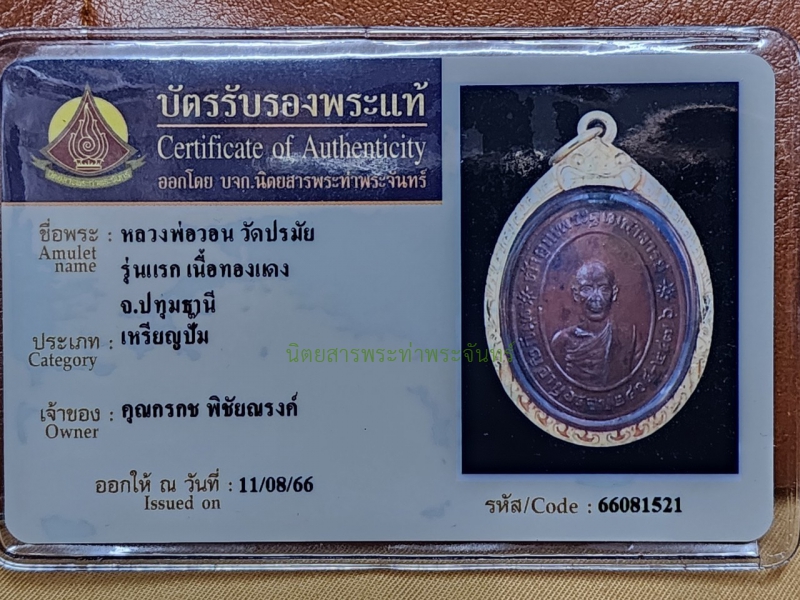 บัตรรับรองพระแท้
Certificate of Authenticity
ออกโดย บจก.นิตยสารพระท่าพระจันทร์
ชื่อพระ : หลวงพ่อวอน วัดปรมัย
Amulet name
รุ่นแรก เนื้อทองแดง
จ.ปทุมธานี
ประเภท : เหรียญปั๊ม
Category
นิตยสารพระท่าพระจันทร์
เจ้าของ : คุณกรกช พิชัยณรงค์
Owner
ออกให้ ณ วันที่ : 11/08/66
Issued on
รหัส/Code : 66081521